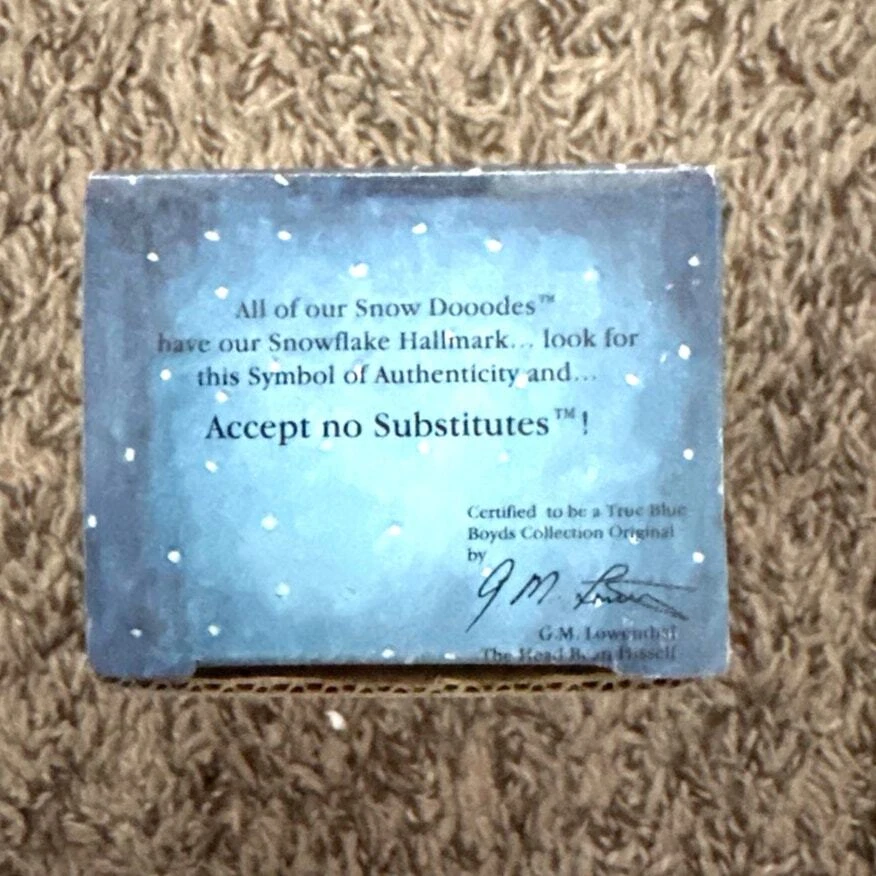 All of our Snow Dooodes™
have our Snowflake Hallmark... look for
this Symbol of Authenticity and...
Accept no Substitutes™!
Certified to be a True Blue
Boyds Collection Original
by
G M. Lowenthal
G.M. Lowenthal
The Head Bean Hisself